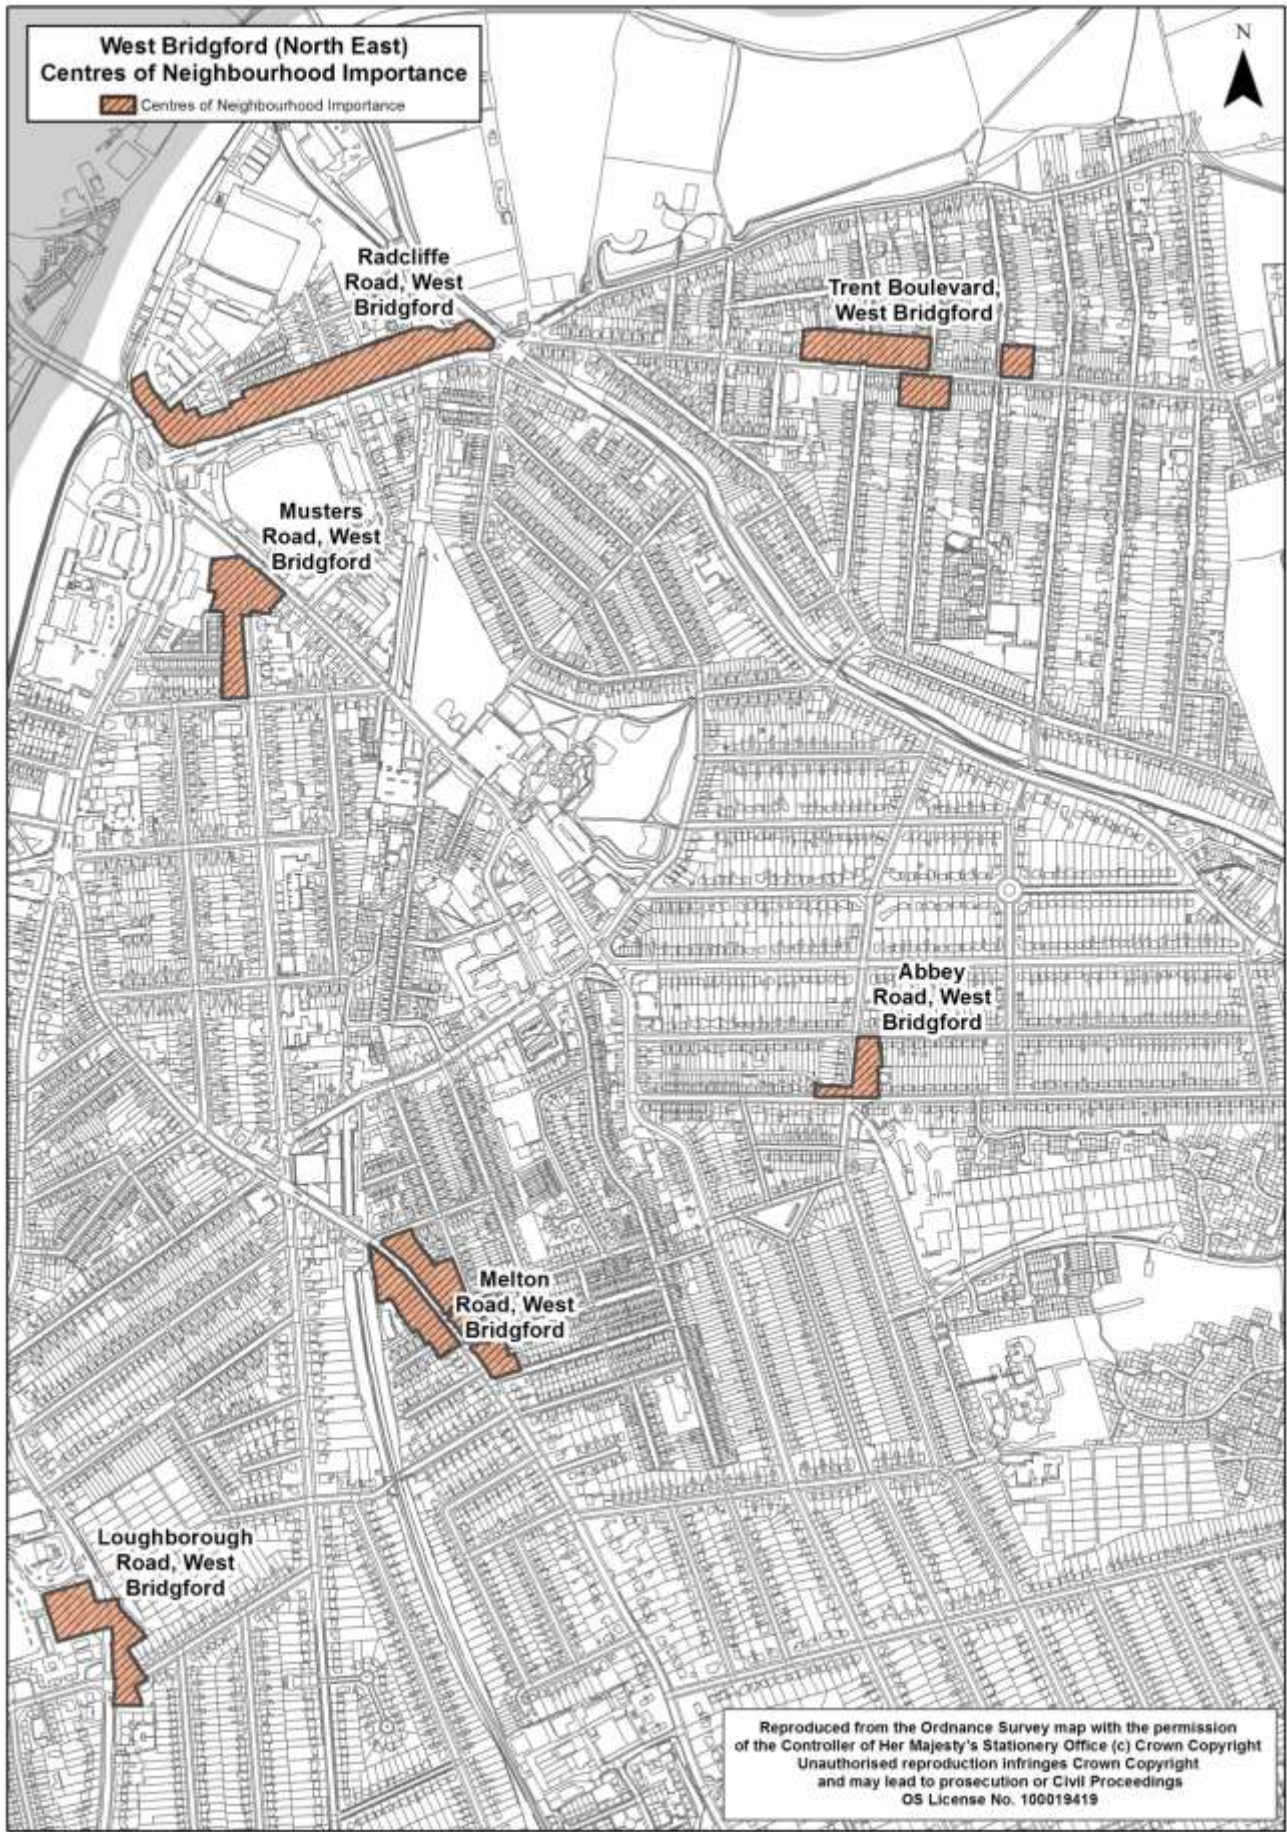 West Bridgford (North East)
Centres of Neighbourhood Importance
Centres of Neighbourhood Importance
N
Radcliffe
Road, West
Bridgford
Trent Boulevard,
West Bridgford
Musters
Road, West
Bridgford
Abbey
Road, West
Bridgford
Melton
Road, West
Bridgford
Loughborough
Road, West
Bridgford
Reproduced from the Ordnance Survey map with the permission
of the Controller of Her Majesty's Stationery Office (c) Crown Copyright
Unauthorised reproduction infringes Crown Copyright
and may lead to prosecution or Civil Proceedings
OS License No. 100019419